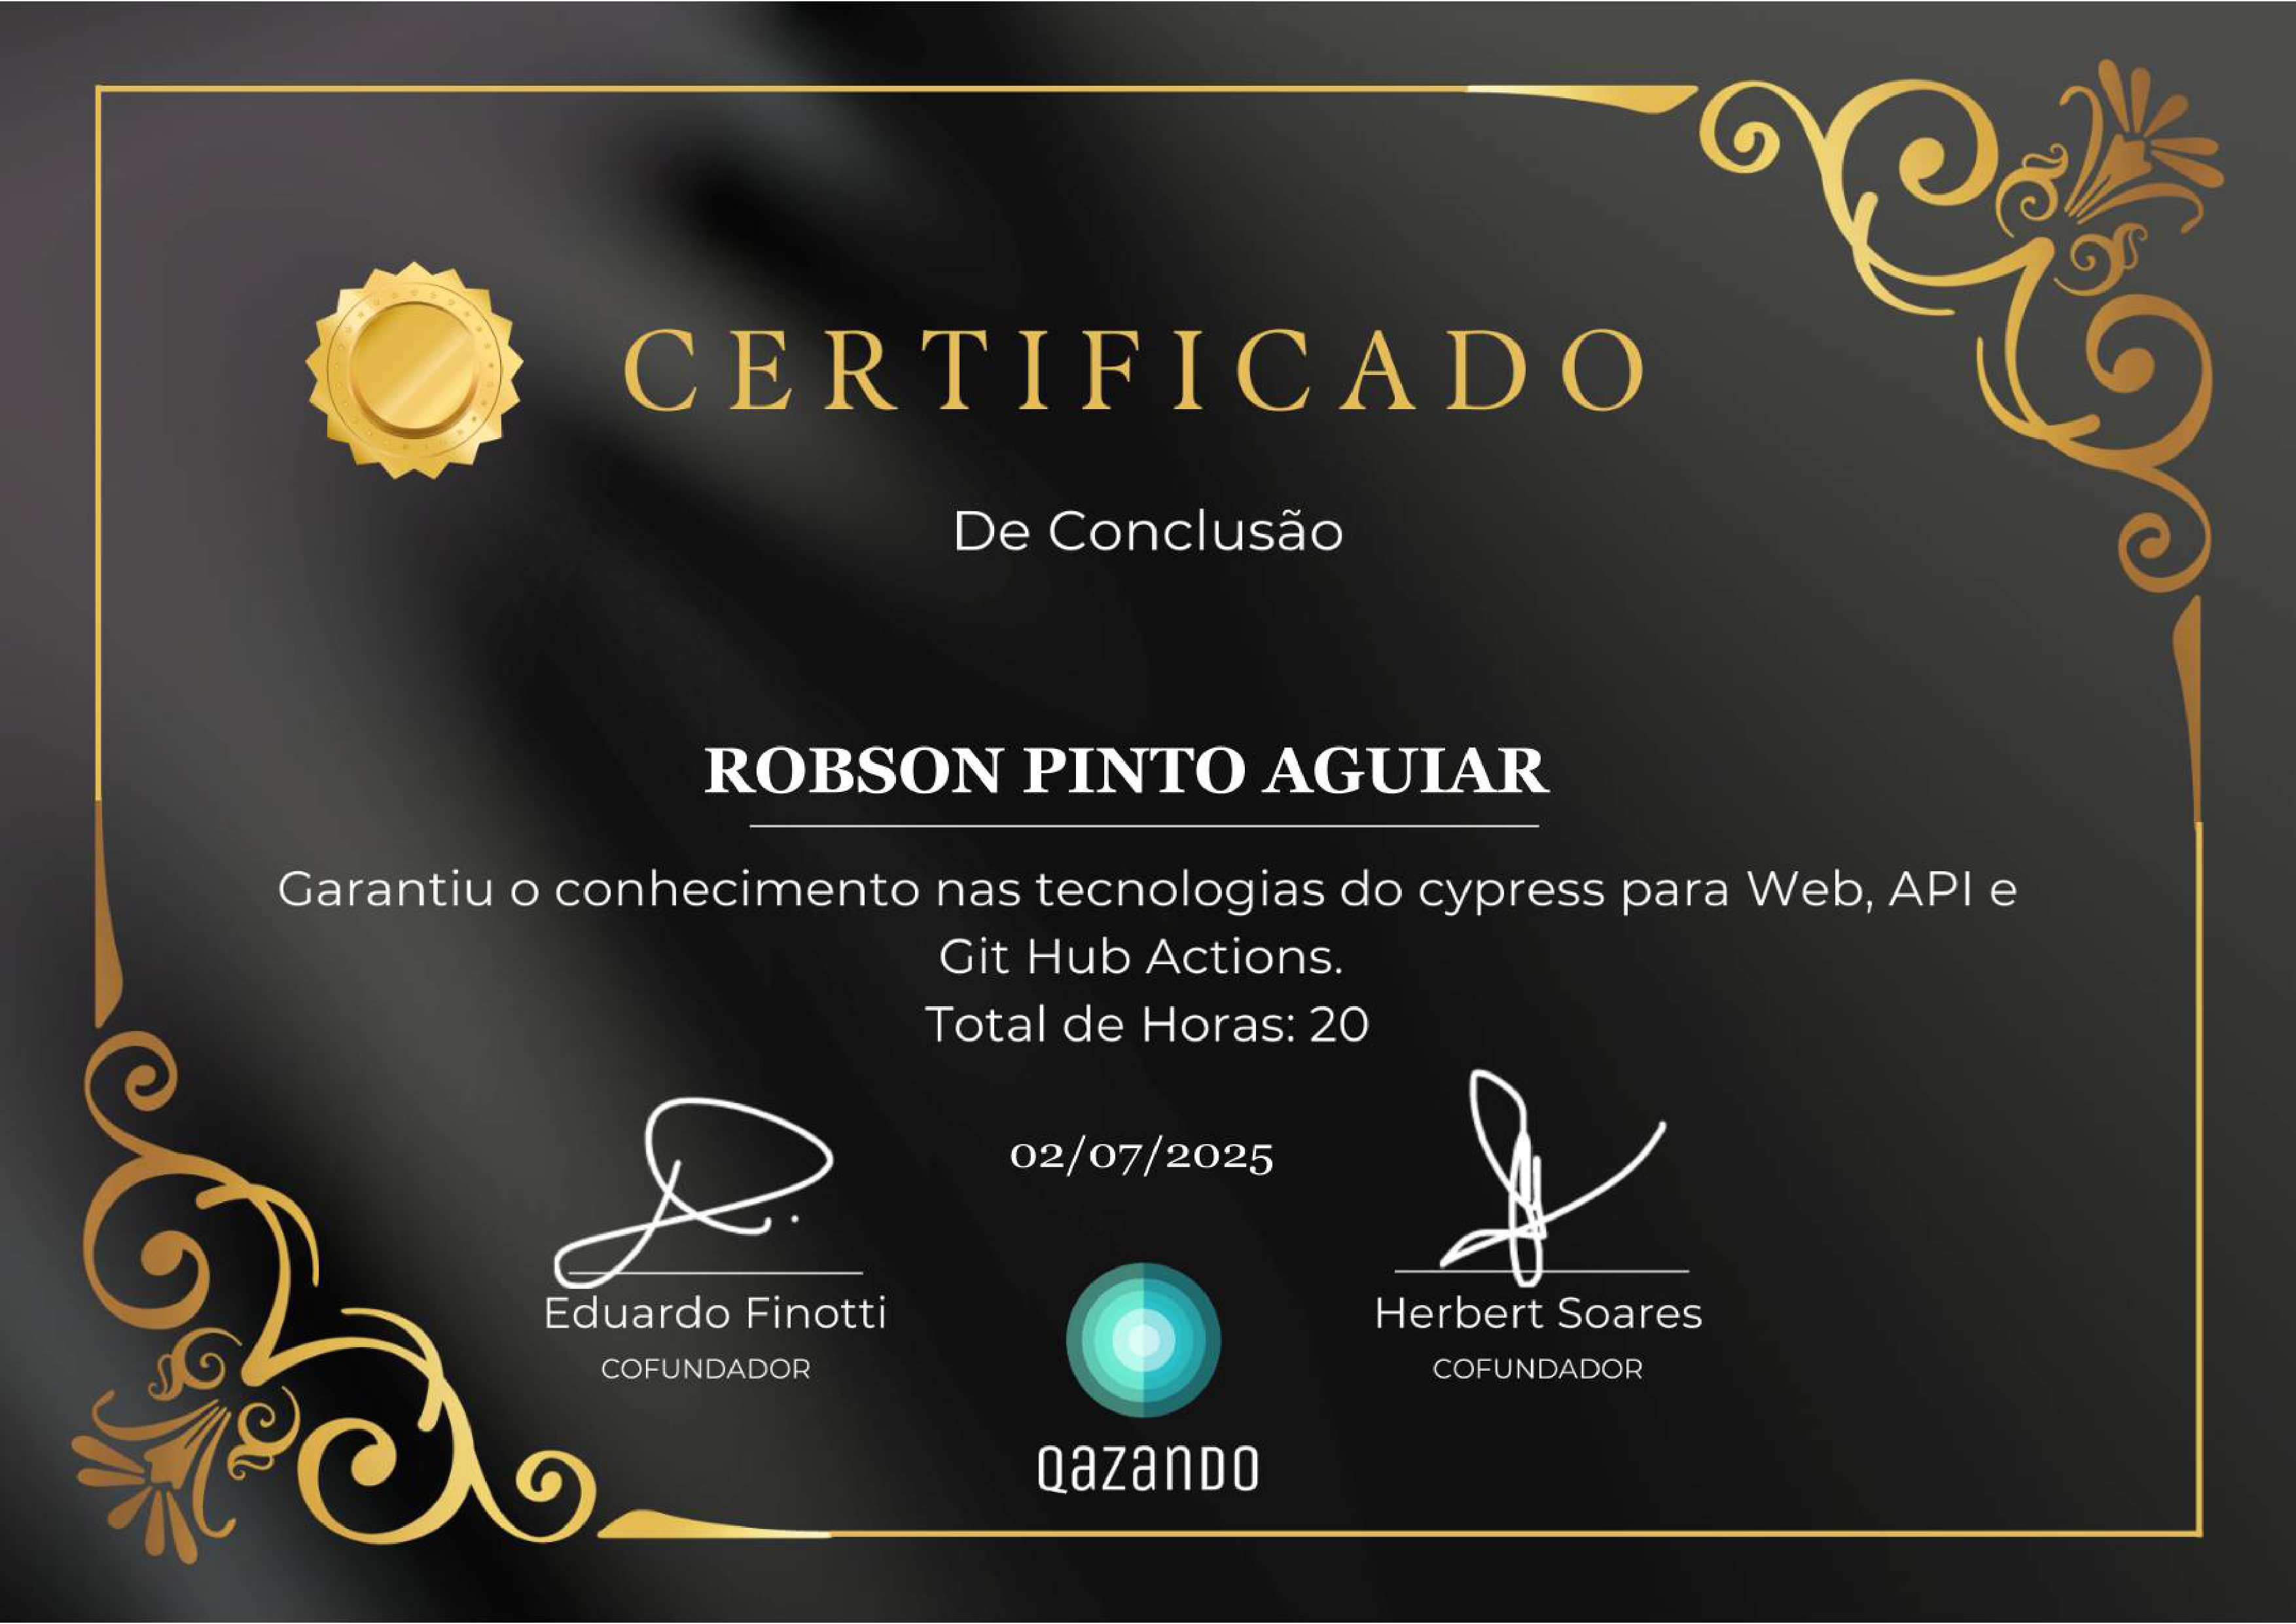 CERTIFICADO
De Conclusão
ROBSON PINTO AGUIAR
Garantiu o conhecimento nas tecnologias do cypress para Web, API e
Git Hub Actions.
Total de Horas: 20
02/07/2025
Eduardo Finotti
COFUNDADOR
Herbert Soares
COFUNDADOR
QazanDO